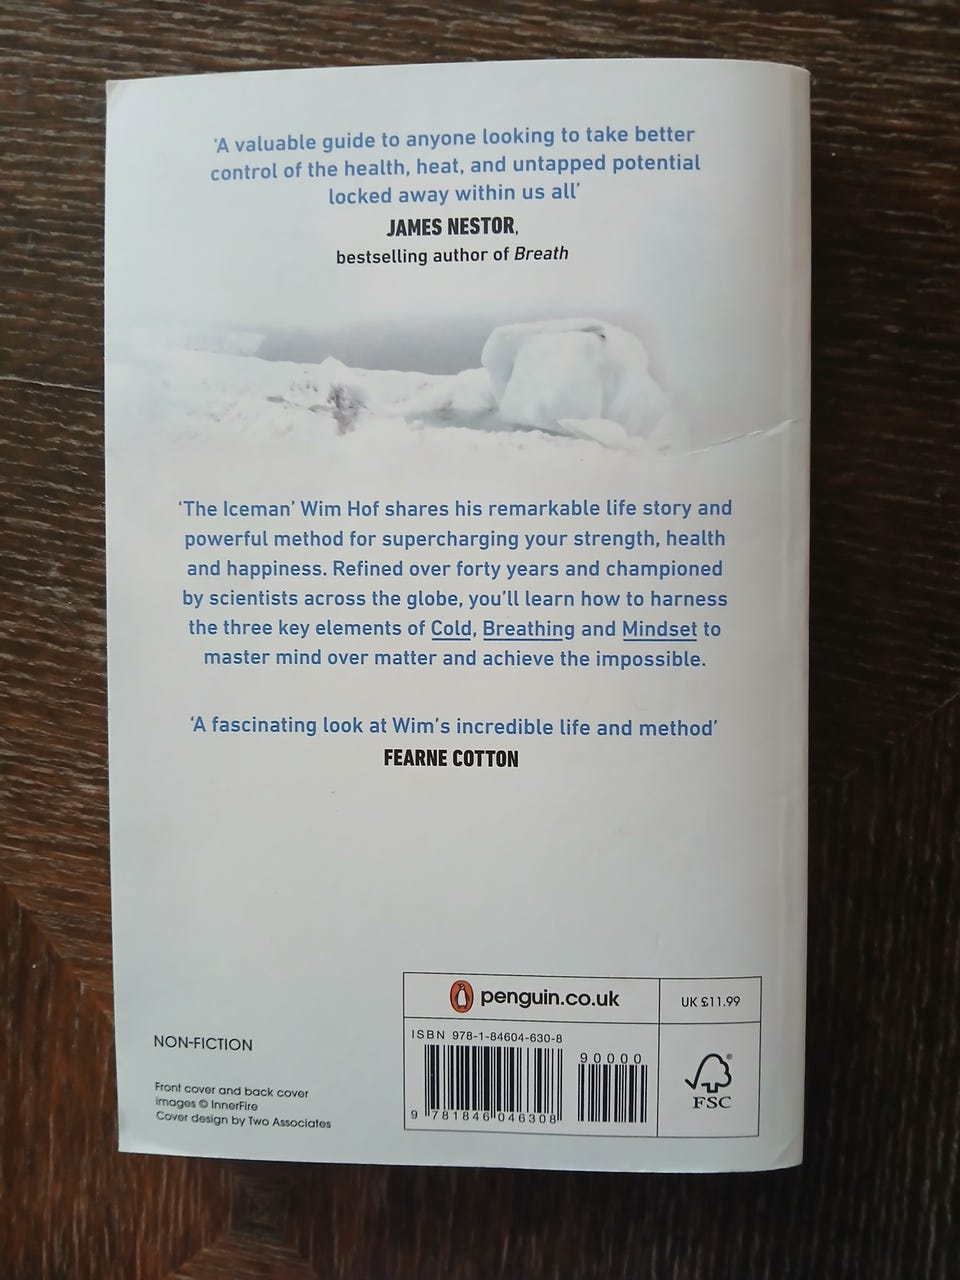 'A valuable guide to anyone looking to take better
control of the health, heat, and untapped potential
locked away within us all'
JAMES NESTOR,
bestselling author of Breath
'The Iceman' Wim Hof shares his remarkable life story and
powerful method for supercharging your strength, health
and happiness. Refined over forty years and championed
by scientists across the globe, you'll learn how to harness
the three key elements of Cold, Breathing and Mindset to
master mind over matter and achieve the impossible.
'A fascinating look at Wim's incredible life and method'
FEARNE COTTON
penguin.co.uk
UK £11.99
ISBN 978-1-84604-630-8
90000
9 781846 046308
FSC
®
NON-FICTION
Front cover and back cover
images © InnerFire
Cover design by Two Associates